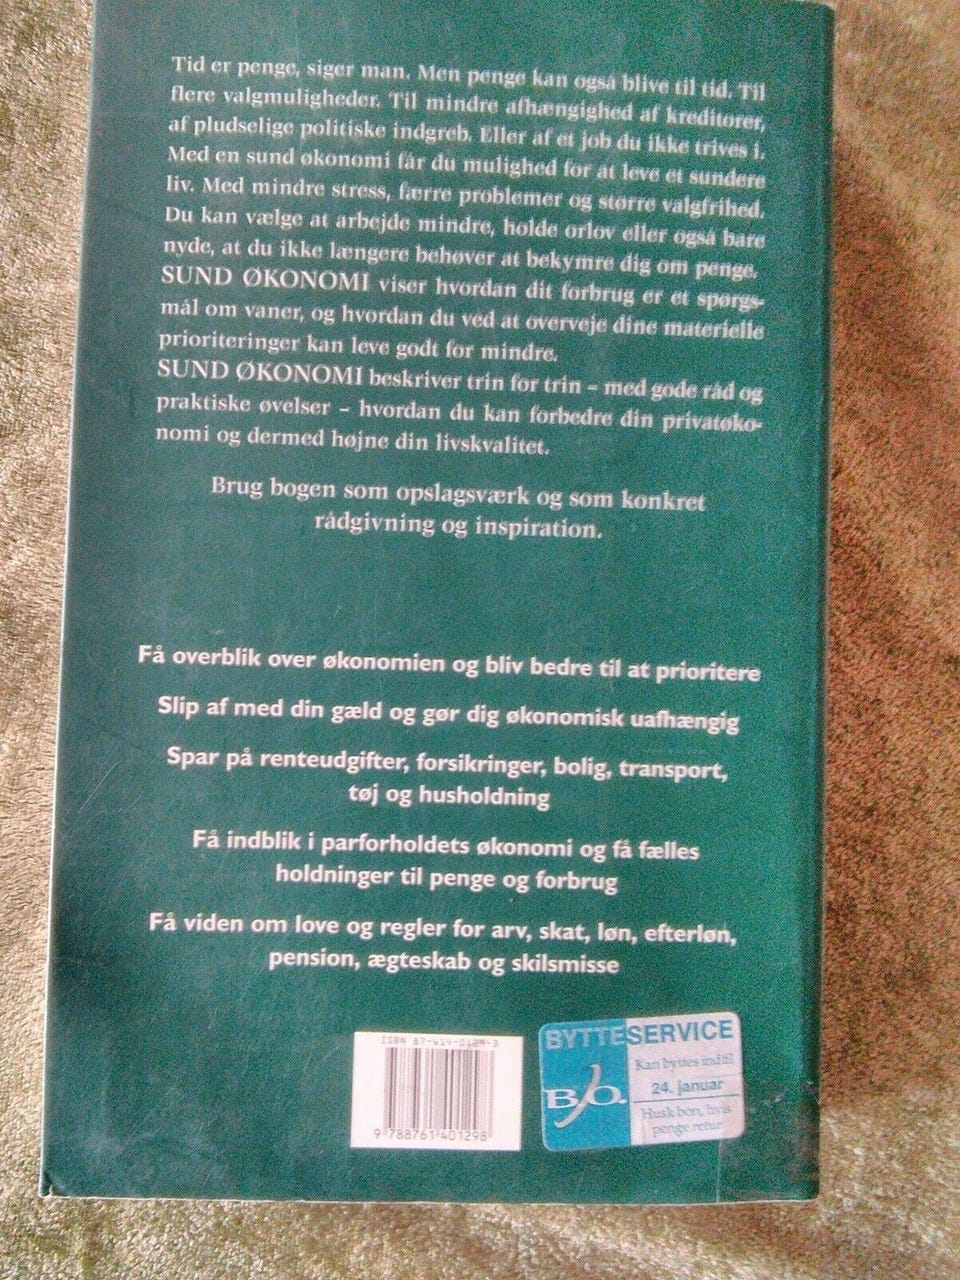 Tid er penge, siger man. Men penge kan også blive til tid. Til
flere valgmuligheder. Til mindre afhængighed af kreditorer,
af pludselige politiske indgreb. Eller af et job du ikke trives i.
Med en sund økonomi får du mulighed for at leve et sundere
liv. Med mindre stress, færre problemer og større valgfrihed.
Du kan vælge at arbejde mindre, holde orlov eller også bare
nyde, at du ikke længere behøver at bekymre dig om penge.
SUND ØKONOMI viser hvordan dit forbrug er et spørgs-
mål om vaner, og hvordan du ved at overveje dine materielle
prioriteringer kan leve godt for mindre.
SUND ØKONOMI beskriver trin for trin – med gode råd og
praktiske øvelser – hvordan du kan forbedre din privatøko-
nomi og dermed højne din livskvalitet.
Brug bogen som opslagsværk og som konkret
rådgivning og inspiration.
Få overblik over økonomien og bliv bedre til at prioritere
Slip af med din gæld og gør dig økonomisk uafhængig
Spar på renteudgifter, forsikringer, bolig, transport,
tøj og husholdning
Få indblik i parforholdets økonomi og få fælles
holdninger til penge og forbrug
Få viden om love og regler for arv, skat, løn, efterløn,
pension, ægteskab og skilsmisse
ISBN 87-614-0129-3
9 788761 401298
BYTTESERVICE
Kan byttes ind til
24. januar
B.O.
Husk bon, hvis
penge retur